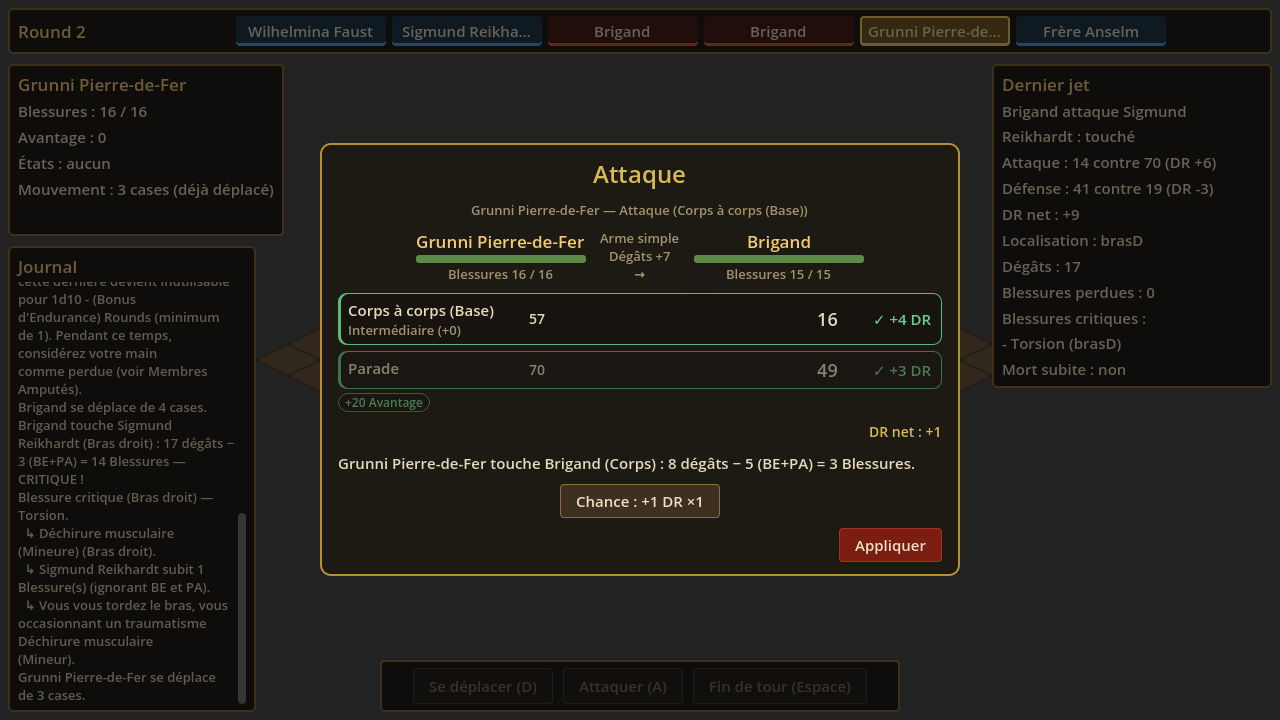 Round 2
Wilhelmina Faust
Sigmund Reikha...
Brigand
Brigand
Grunni Pierre-de...
Frère Anselm
Grunni Pierre-de-Fer
Blessures : 16 / 16
Avantage : 0
États : aucun
Mouvement : 3 cases (déjà déplacé)
Journal
cette dernière devient inutilisable
pour 1d10 - (Bonus
d'Endurance) Rounds (minimum
de 1). Pendant ce temps,
considérez votre main
comme perdue (voir Membres
Amputés).
Brigand se déplace de 4 cases.
Brigand touche Sigmund
Reikhardt (Bras droit) : 17 dégâts −
3 (BE+PA) = 14 Blessures —
CRITIQUE !
Blessure critique (Bras droit) —
Torsion.
↳ Déchirure musculaire
(Mineure) (Bras droit).
↳ Sigmund Reikhardt subit 1
Blessure(s) (ignorant BE et PA).
↳ Vous vous tordez le bras, vous
occasionnant un traumatisme
Déchirure musculaire
(Mineur).
Grunni Pierre-de-Fer se déplace
de 3 cases.
Attaque
Grunni Pierre-de-Fer — Attaque (Corps à corps (Base))
Grunni Pierre-de-Fer
Blessures 16 / 16
Arme simple
Dégâts +7
→
Brigand
Blessures 15 / 15
Corps à corps (Base)
Intermédiaire (+0)
57
16
✓ +4 DR
Parade
70
49
✓ +3 DR
+20 Avantage
DR net : +1
Grunni Pierre-de-Fer touche Brigand (Corps) : 8 dégâts − 5 (BE+PA) = 3 Blessures.
Chance : +1 DR ×1
Appliquer
Dernier jet
Brigand attaque Sigmund
Reikhardt : touché
Attaque : 14 contre 70 (DR +6)
Défense : 41 contre 19 (DR -3)
DR net : +9
Localisation : brasD
Dégâts : 17
Blessures perdues : 0
Blessures critiques :
- Torsion (brasD)
Mort subite : non
Se déplacer (D)
Attaquer (A)
Fin de tour (Espace)